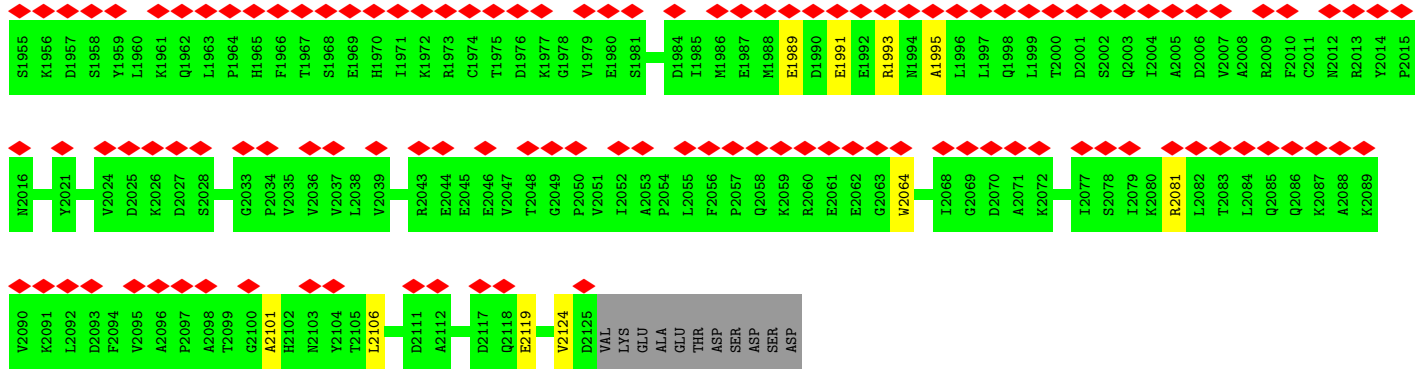 S1955 K1956 D1957 S1958 Y1959 L1960 K1961 Q1962 L1963 P1964 H1965 F1966 T1967 S1968 E1969 H1970 I1971 K1972 R1973 C1974 T1975 D1976 K1977 G1978 V1979 E1980 S1981 D1984 I1985 M1986 E1987 M1988 E1989 D1990 E1991 E1992 R1993 N1994 A1995 L1996 L1997 Q1998 L1999 T2000 D2001 S2002 Q2003 I2004 A2005 D2006 V2007 A2008 R2009 F2010 C2011 N2012 R2013 Y2014 P2015
N2016 Y2021 V2024 D2025 K2026 D2027 S2028 G2033 P2034 V2035 V2036 V2037 L2038 V2039 R2043 E2044 E2045 E2046 V2047 T2048 G2049 P2050 V2051 I2052 A2053 P2054 L2055 F2056 P2057 Q2058 K2059 R2060 E2061 E2062 G2063 W2064 I2068 G2069 D2070 A2071 K2072 I2077 S2078 I2079 K2080 R2081 L2082 T2083 L2084 Q2085 Q2086 K2087 A2088 K2089
V2090 K2091 L2092 D2093 F2094 V2095 A2096 P2097 A2098 T2099 G2100 A2101 H2102 N2103 Y2104 T2105 L2106 D2111 A2112 D2117 Q2118 E2119 V2124 D2125 VAL LYS GLU ALA GLU THR ASP SER ASP SER ASP